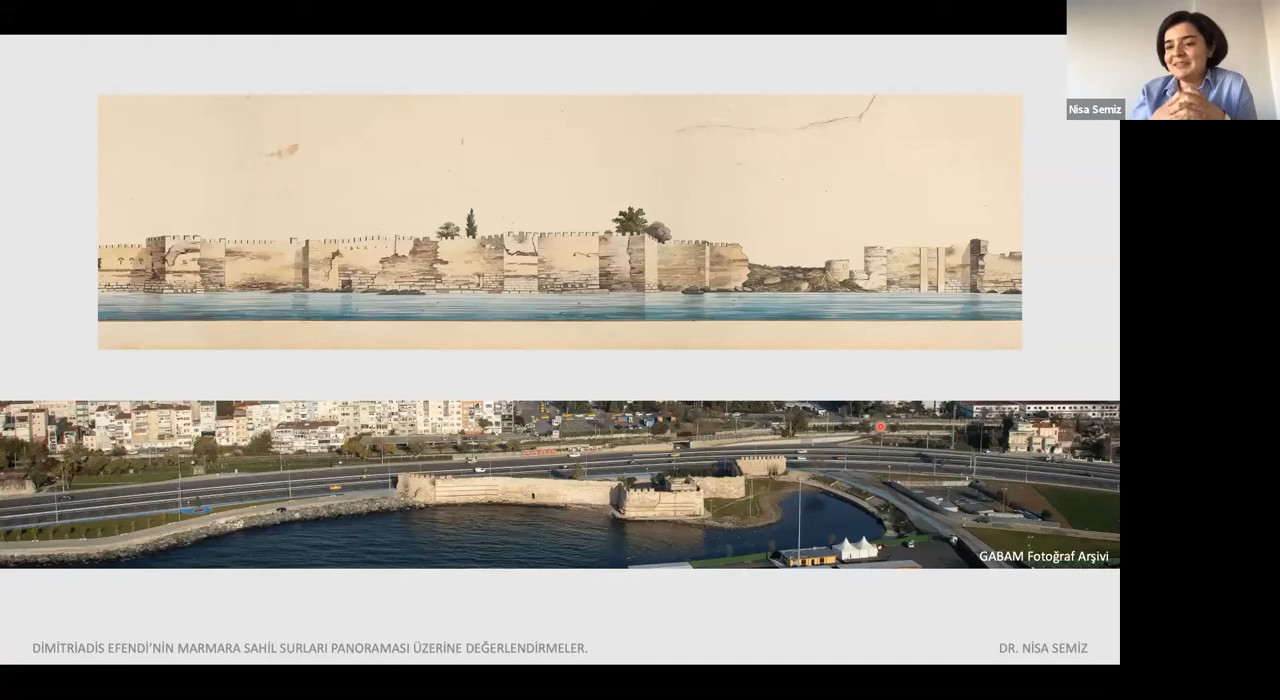 Nisa Semiz
GABAM Fotoğraf Arşivi
DİMİTRİADİS EFENDİ'NİN MARMARA SAHİL SURLARI PANORAMASI ÜZERİNE DEĞERLENDİRMELER.
DR. NİSA SEMİZ